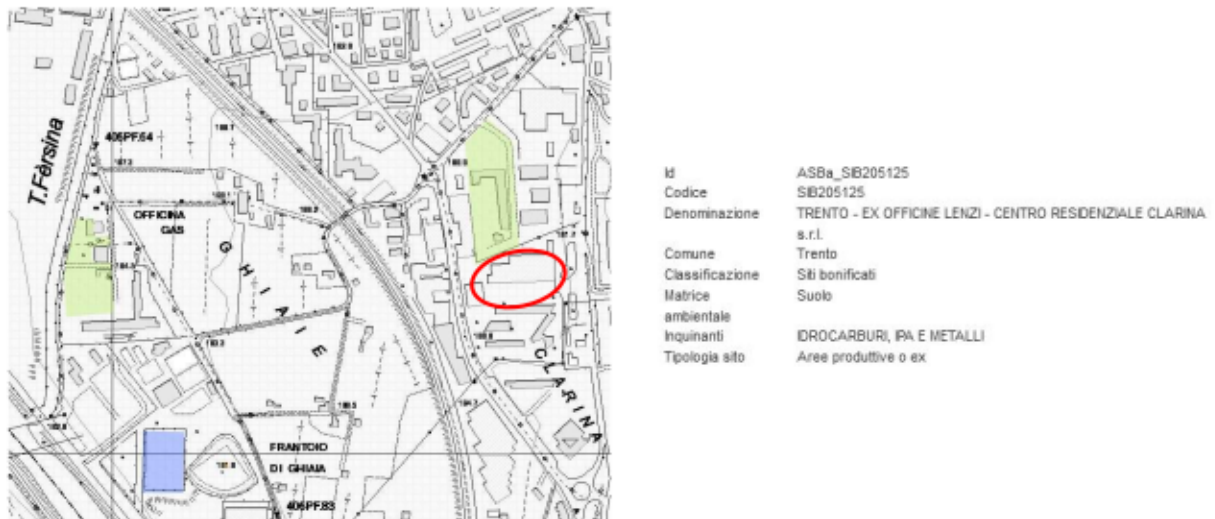 T.Fèrsina
406PF.64
OFFICINA
GAS
GHIAIE
CLARINA
FRANTOIO
DI GHIAIA
406PF.83
Id ASBa_SIB205125
Codice SIB205125
Denominazione TRENTO - EX OFFICINE LENZI - CENTRO RESIDENZIALE CLARINA
s.r.l.
Comune Trento
Classificazione Siti bonificati
Matrice Suolo
ambientale
Inquinanti IDROCARBURI, IPA E METALLI
Tipologia sito Aree produttive o ex